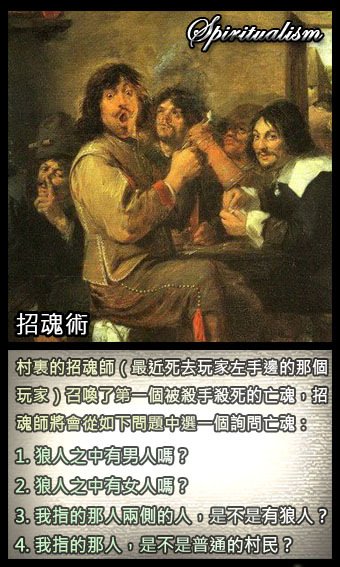 Spiritualism
招魂術
村裏的招魂師（最近死去玩家左手邊的那個
玩家）召喚了第一個被殺手殺死的亡魂，招
魂師將會從如下問題中選一個詢問亡魂：
1. 狼人之中有男人嗎？
2. 狼人之中有女人嗎？
3. 我指的那人兩側的人，是不是有狼人？
4. 我指的那人，是不是普通的村民？